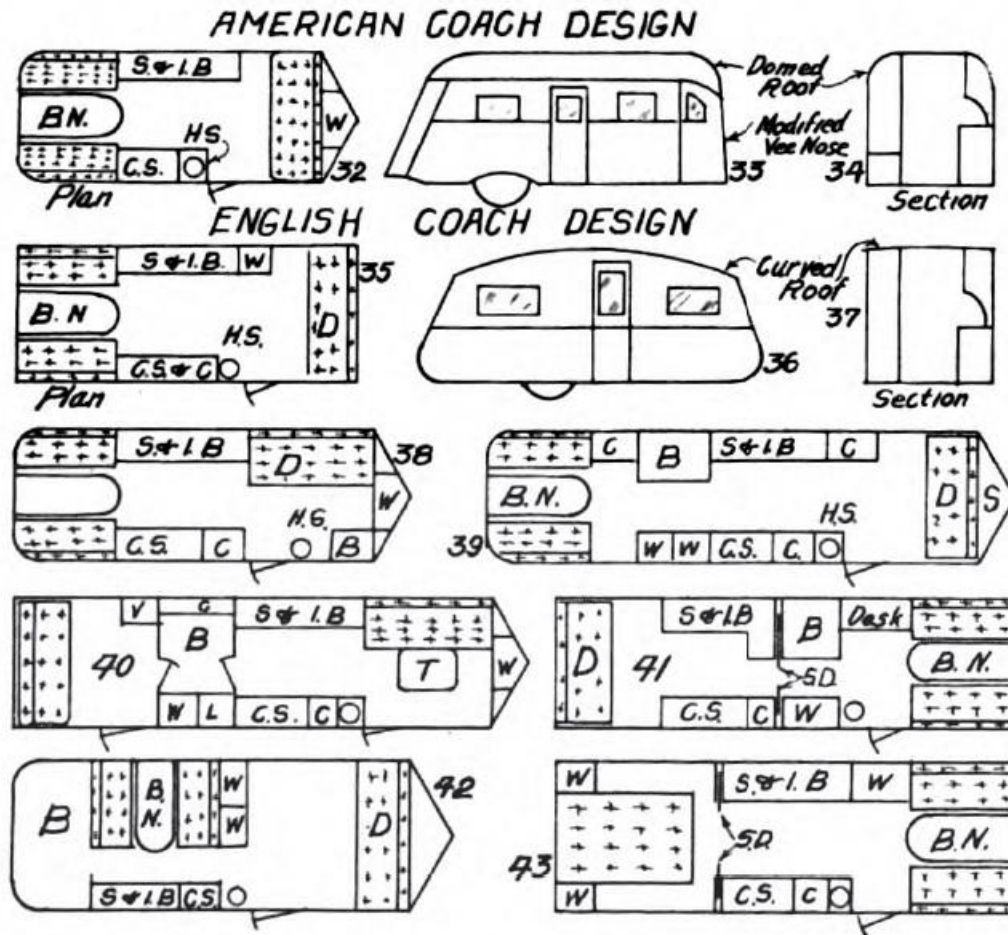 AMERICAN COACH DESIGN
S. & I. B
B N.
H.S.
C.S.
W
32
Plan
Domed Roof
Modified Vee Nose
33
34
Section
ENGLISH COACH DESIGN
S & I. B.
W
35
B. N
D
H.S.
C.S. & C
Plan
Curved Roof
36
37
Section
S. & I. B
D
38
W
H.S.
C.S.
C
B
C
B
S & I. B
C
B. N.
D
S
H.S.
39
W
W
C.S.
C.
V
C
S & I. B
B
40
T
W
W
L
C.S.
C
S & I. B
B
Desk
D
41
S.D.
B. N.
C.S.
C
W
B
B. N.
W
W
D
42
S & I. B
C.S.
W
S. & I. B
W
S.D.
B. N.
43
W
C.S.
C